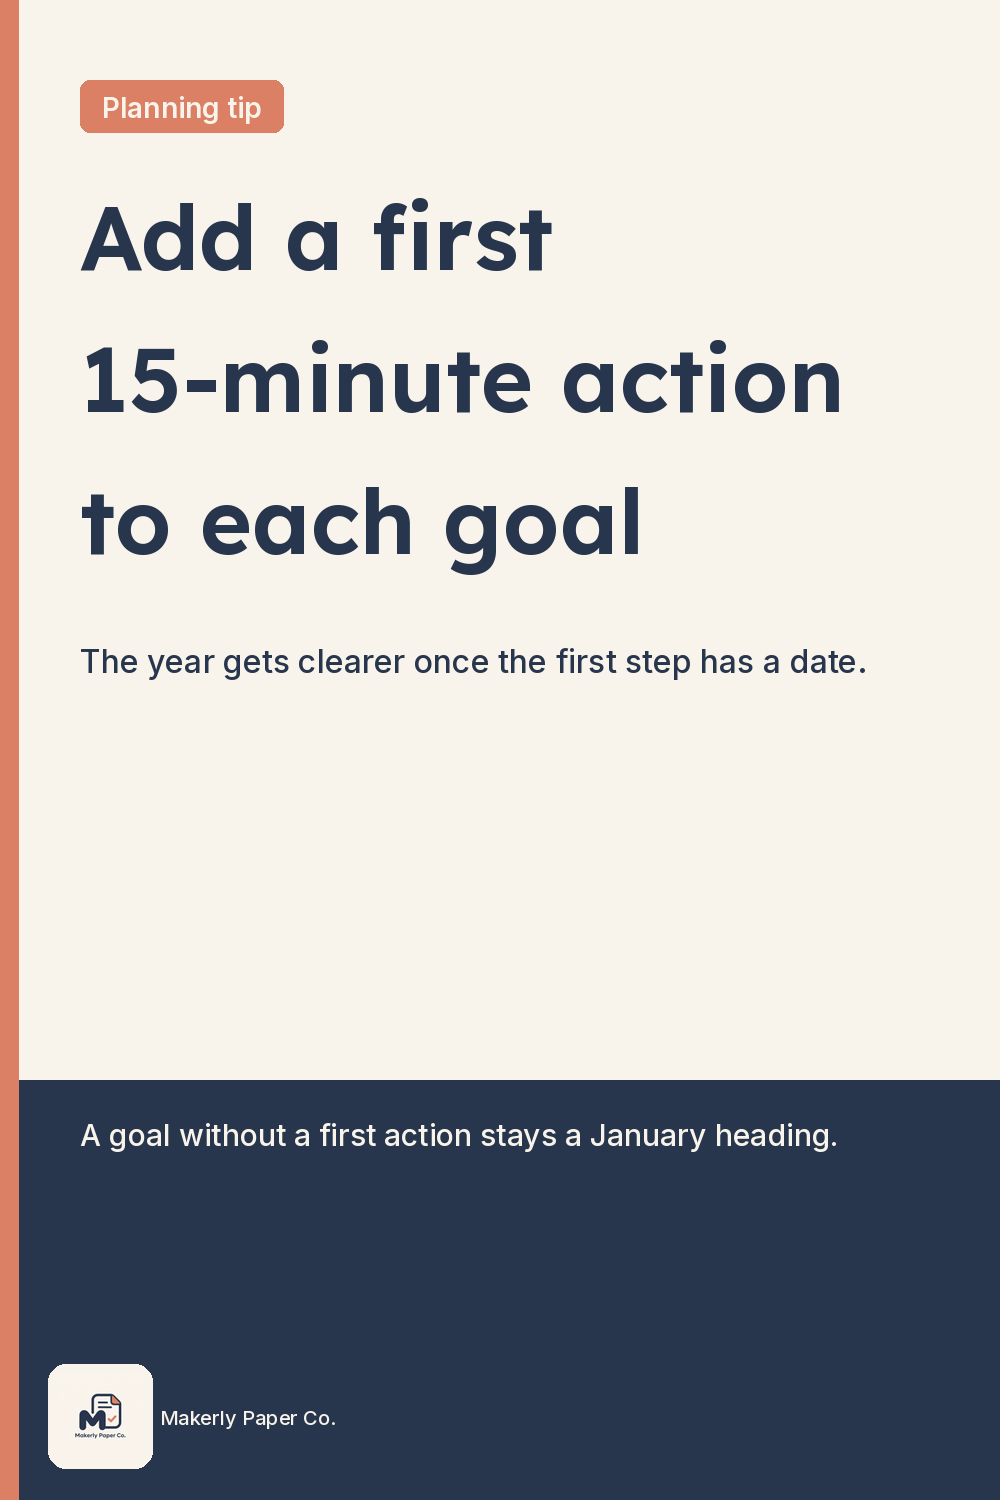 Planning tip
Add a first
15-minute action
to each goal
The year gets clearer once the first step has a date.
A goal without a first action stays a January heading.
M
Makerly Paper Co.
Makerly Paper Co.